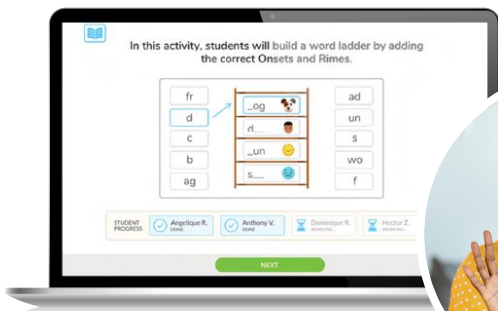 In this activity, students will build a word ladder by adding
the correct Onsets and Rimes.
fr
d
c
b
ag
_og
d__
_un
s__
ad
un
s
wo
f
STUDENT
PROGRESS
Angelique R.
DONE
Anthony V.
DONE
Dominique R.
WORKING...
Hector Z.
WORKING...
NEXT